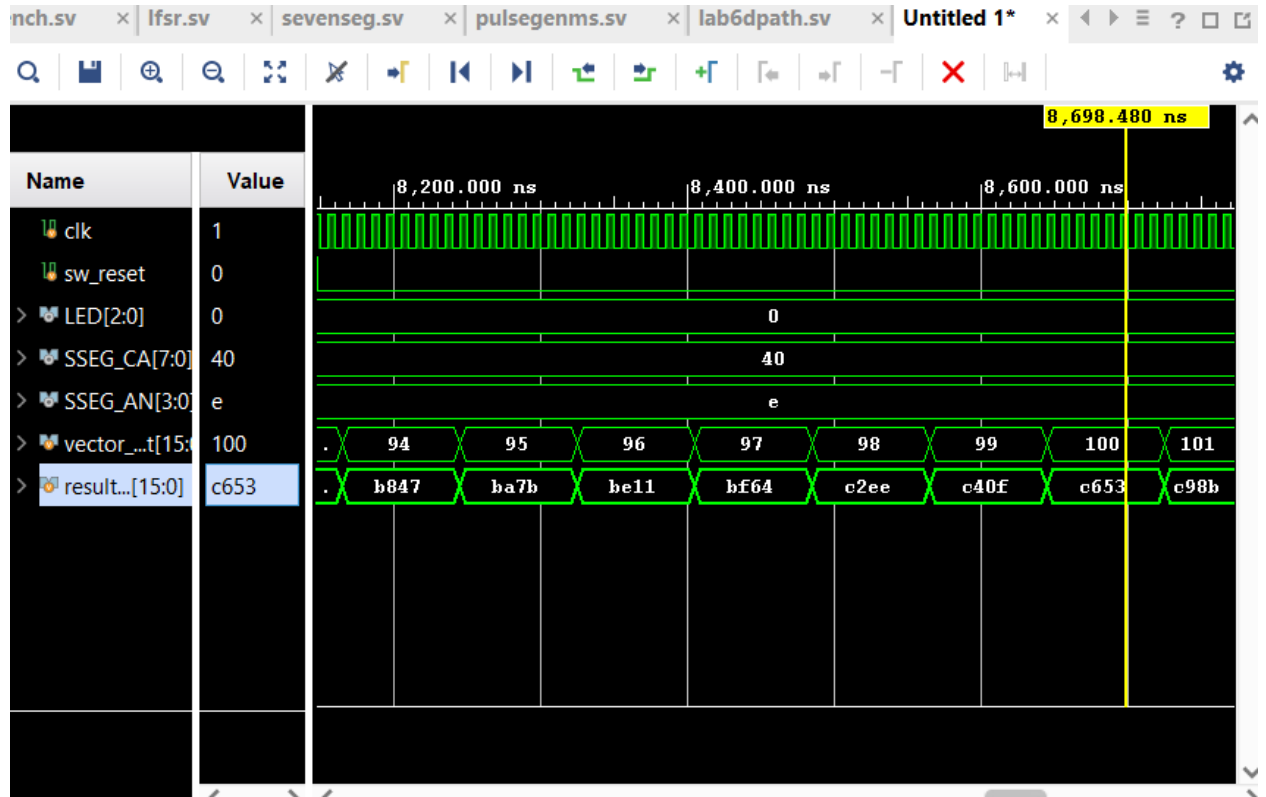 nch.sv × lfsr.sv × sevenseg.sv × pulsegenms.sv × lab6dpath.sv × Untitled 1* × ?
8,698.480 ns
Name Value 8,200.000 ns 8,400.000 ns 8,600.000 ns
clk 1
sw_reset 0
LED[2:0] 0 0
SSEG_CA[7:0] 40 40
SSEG_AN[3:0] e e
vector_...t[15:0 100 . 94 95 96 97 98 99 100 101
result...[15:0] c653 . b847 ba7b be11 bf64 c2ee c40f c653 c98b